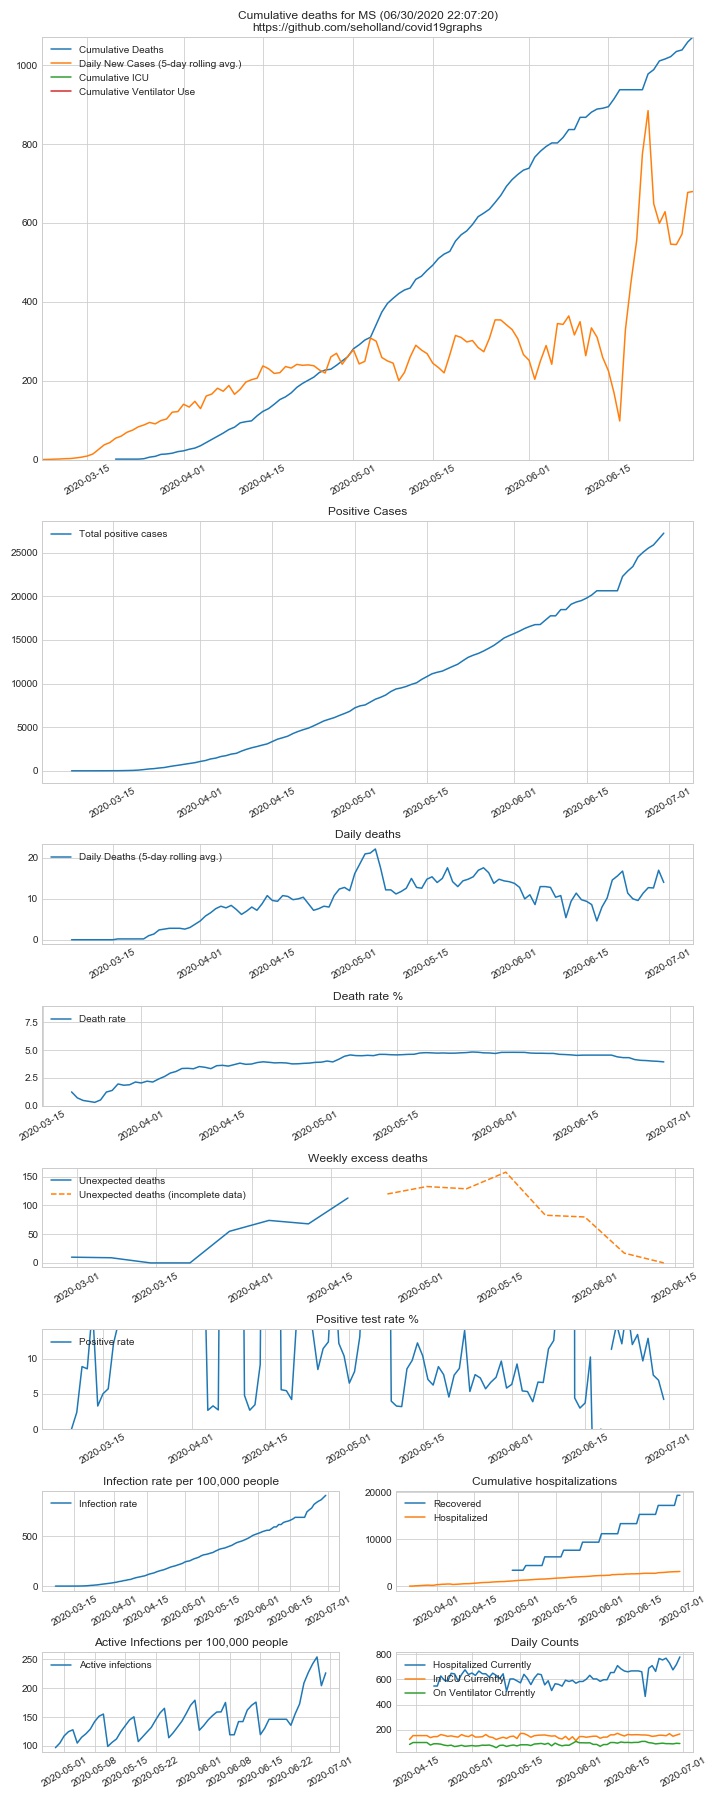 Cumulative deaths for MS (06/30/2020 22:07:20)
https://github.com/seholland/covid19graphs
Cumulative Deaths
Daily New Cases (5-day rolling avg.)
Cumulative ICU
Cumulative Ventilator Use
1000
800
600
400
200
0
2020-03-15 2020-04-01 2020-04-15 2020-05-01 2020-05-15 2020-06-01 2020-06-15
Positive Cases
Total positive cases
25000
20000
15000
10000
5000
0
2020-03-15 2020-04-01 2020-04-15 2020-05-01 2020-05-15 2020-06-01 2020-06-15 2020-07-01
Daily deaths
Daily Deaths (5-day rolling avg.)
20
10
0
2020-03-15 2020-04-01 2020-04-15 2020-05-01 2020-05-15 2020-06-01 2020-06-15 2020-07-01
Death rate %
Death rate
7.5
5.0
2.5
0.0
2020-03-15 2020-04-01 2020-04-15 2020-05-01 2020-05-15 2020-06-01 2020-06-15 2020-07-01
Weekly excess deaths
Unexpected deaths
Unexpected deaths (incomplete data)
150
100
50
0
2020-03-01 2020-03-15 2020-04-01 2020-04-15 2020-05-01 2020-05-15 2020-06-01 2020-06-15
Positive test rate %
Positive rate
10
5
0
2020-03-15 2020-04-01 2020-04-15 2020-05-01 2020-05-15 2020-06-01 2020-06-15 2020-07-01
Infection rate per 100,000 people
Infection rate
500
0
2020-03-15 2020-04-01 2020-04-15 2020-05-01 2020-05-15 2020-06-01 2020-06-15 2020-07-01
Cumulative hospitalizations
Recovered
Hospitalized
20000
10000
0
2020-04-01 2020-04-15 2020-05-01 2020-05-15 2020-06-01 2020-06-15 2020-07-01
Active Infections per 100,000 people
Active infections
250
200
150
100
2020-05-01 2020-05-08 2020-05-15 2020-05-22 2020-06-01 2020-06-08 2020-06-15 2020-06-22 2020-07-01
Daily Counts
Hospitalized Currently
In ICU Currently
On Ventilator Currently
800
600
400
200
2020-04-15 2020-05-01 2020-05-15 2020-06-01 2020-06-15 2020-07-01